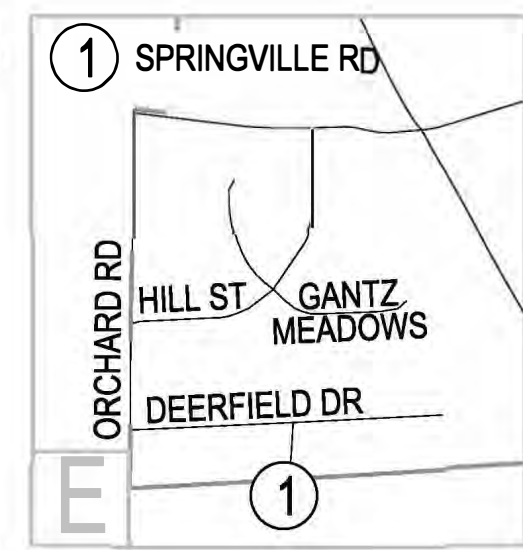 1 SPRINGVILLE RD
ORCHARD RD
HILL ST
GANTZ
MEADOWS
DEERFIELD DR
E
1